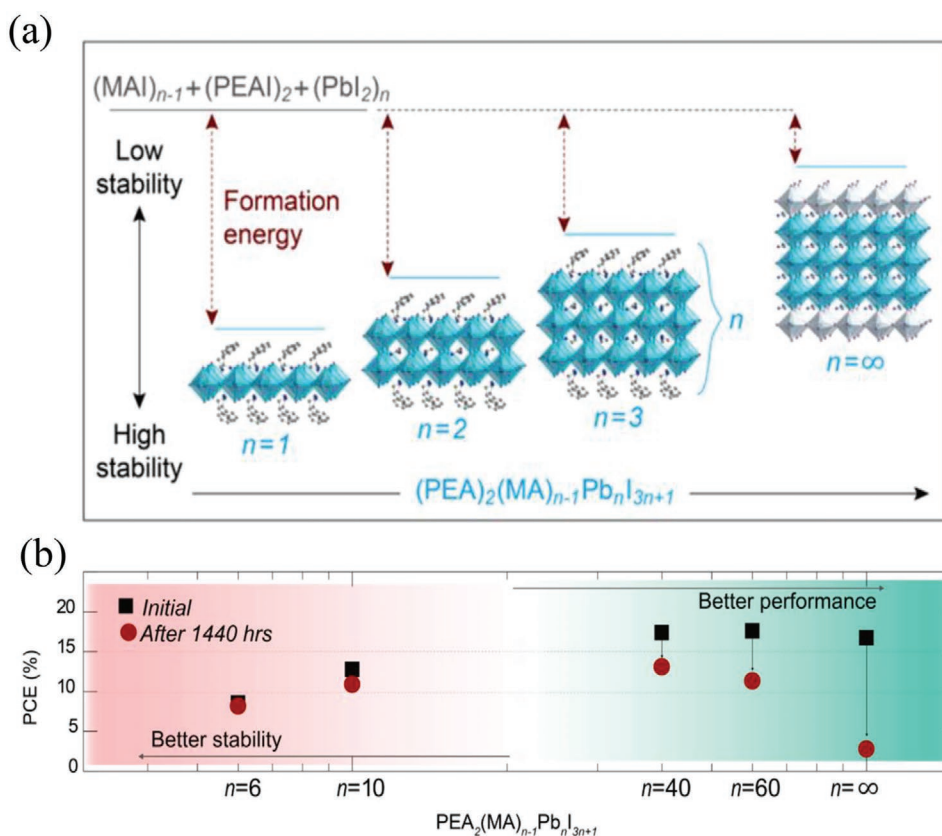 (a)
(MAI)n-1 + (PEAI)2 + (PbI2)n
Low
stability
Formation
energy
High
stability
n=1
n=2
n=3
n
n=∞
(PEA)2(MA)n-1PbnI3n+1
(b)
PCE (%)
20
15
10
5
0
Initial
After 1440 hrs
Better performance
Better stability
n=6
n=10
n=40
n=60
n=∞
PEA2(MA)n-1PbnI3n+1